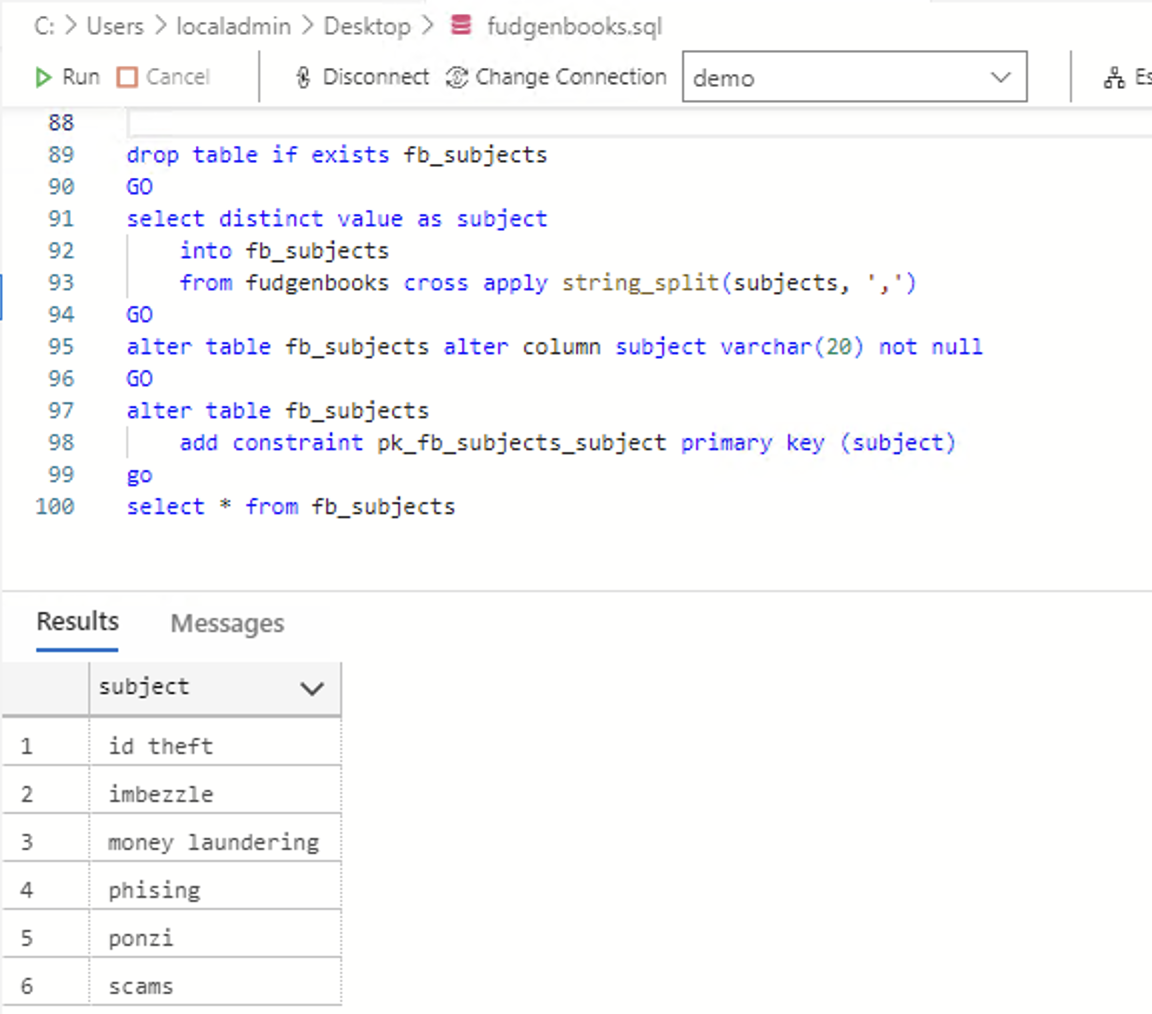 C: > Users > localadmin > Desktop > fudgenbooks.sql
Run Cancel Disconnect Change Connection demo Es
88
89 drop table if exists fb_subjects
90 GO
91 select distinct value as subject
92 into fb_subjects
93 from fudgenbooks cross apply string_split(subjects, ',')
94 GO
95 alter table fb_subjects alter column subject varchar(20) not null
96 GO
97 alter table fb_subjects
98 add constraint pk_fb_subjects_subject primary key (subject)
99 go
100 select * from fb_subjects
Results Messages
subject
1 id theft
2 imbezzle
3 money laundering
4 phising
5 ponzi
6 scams